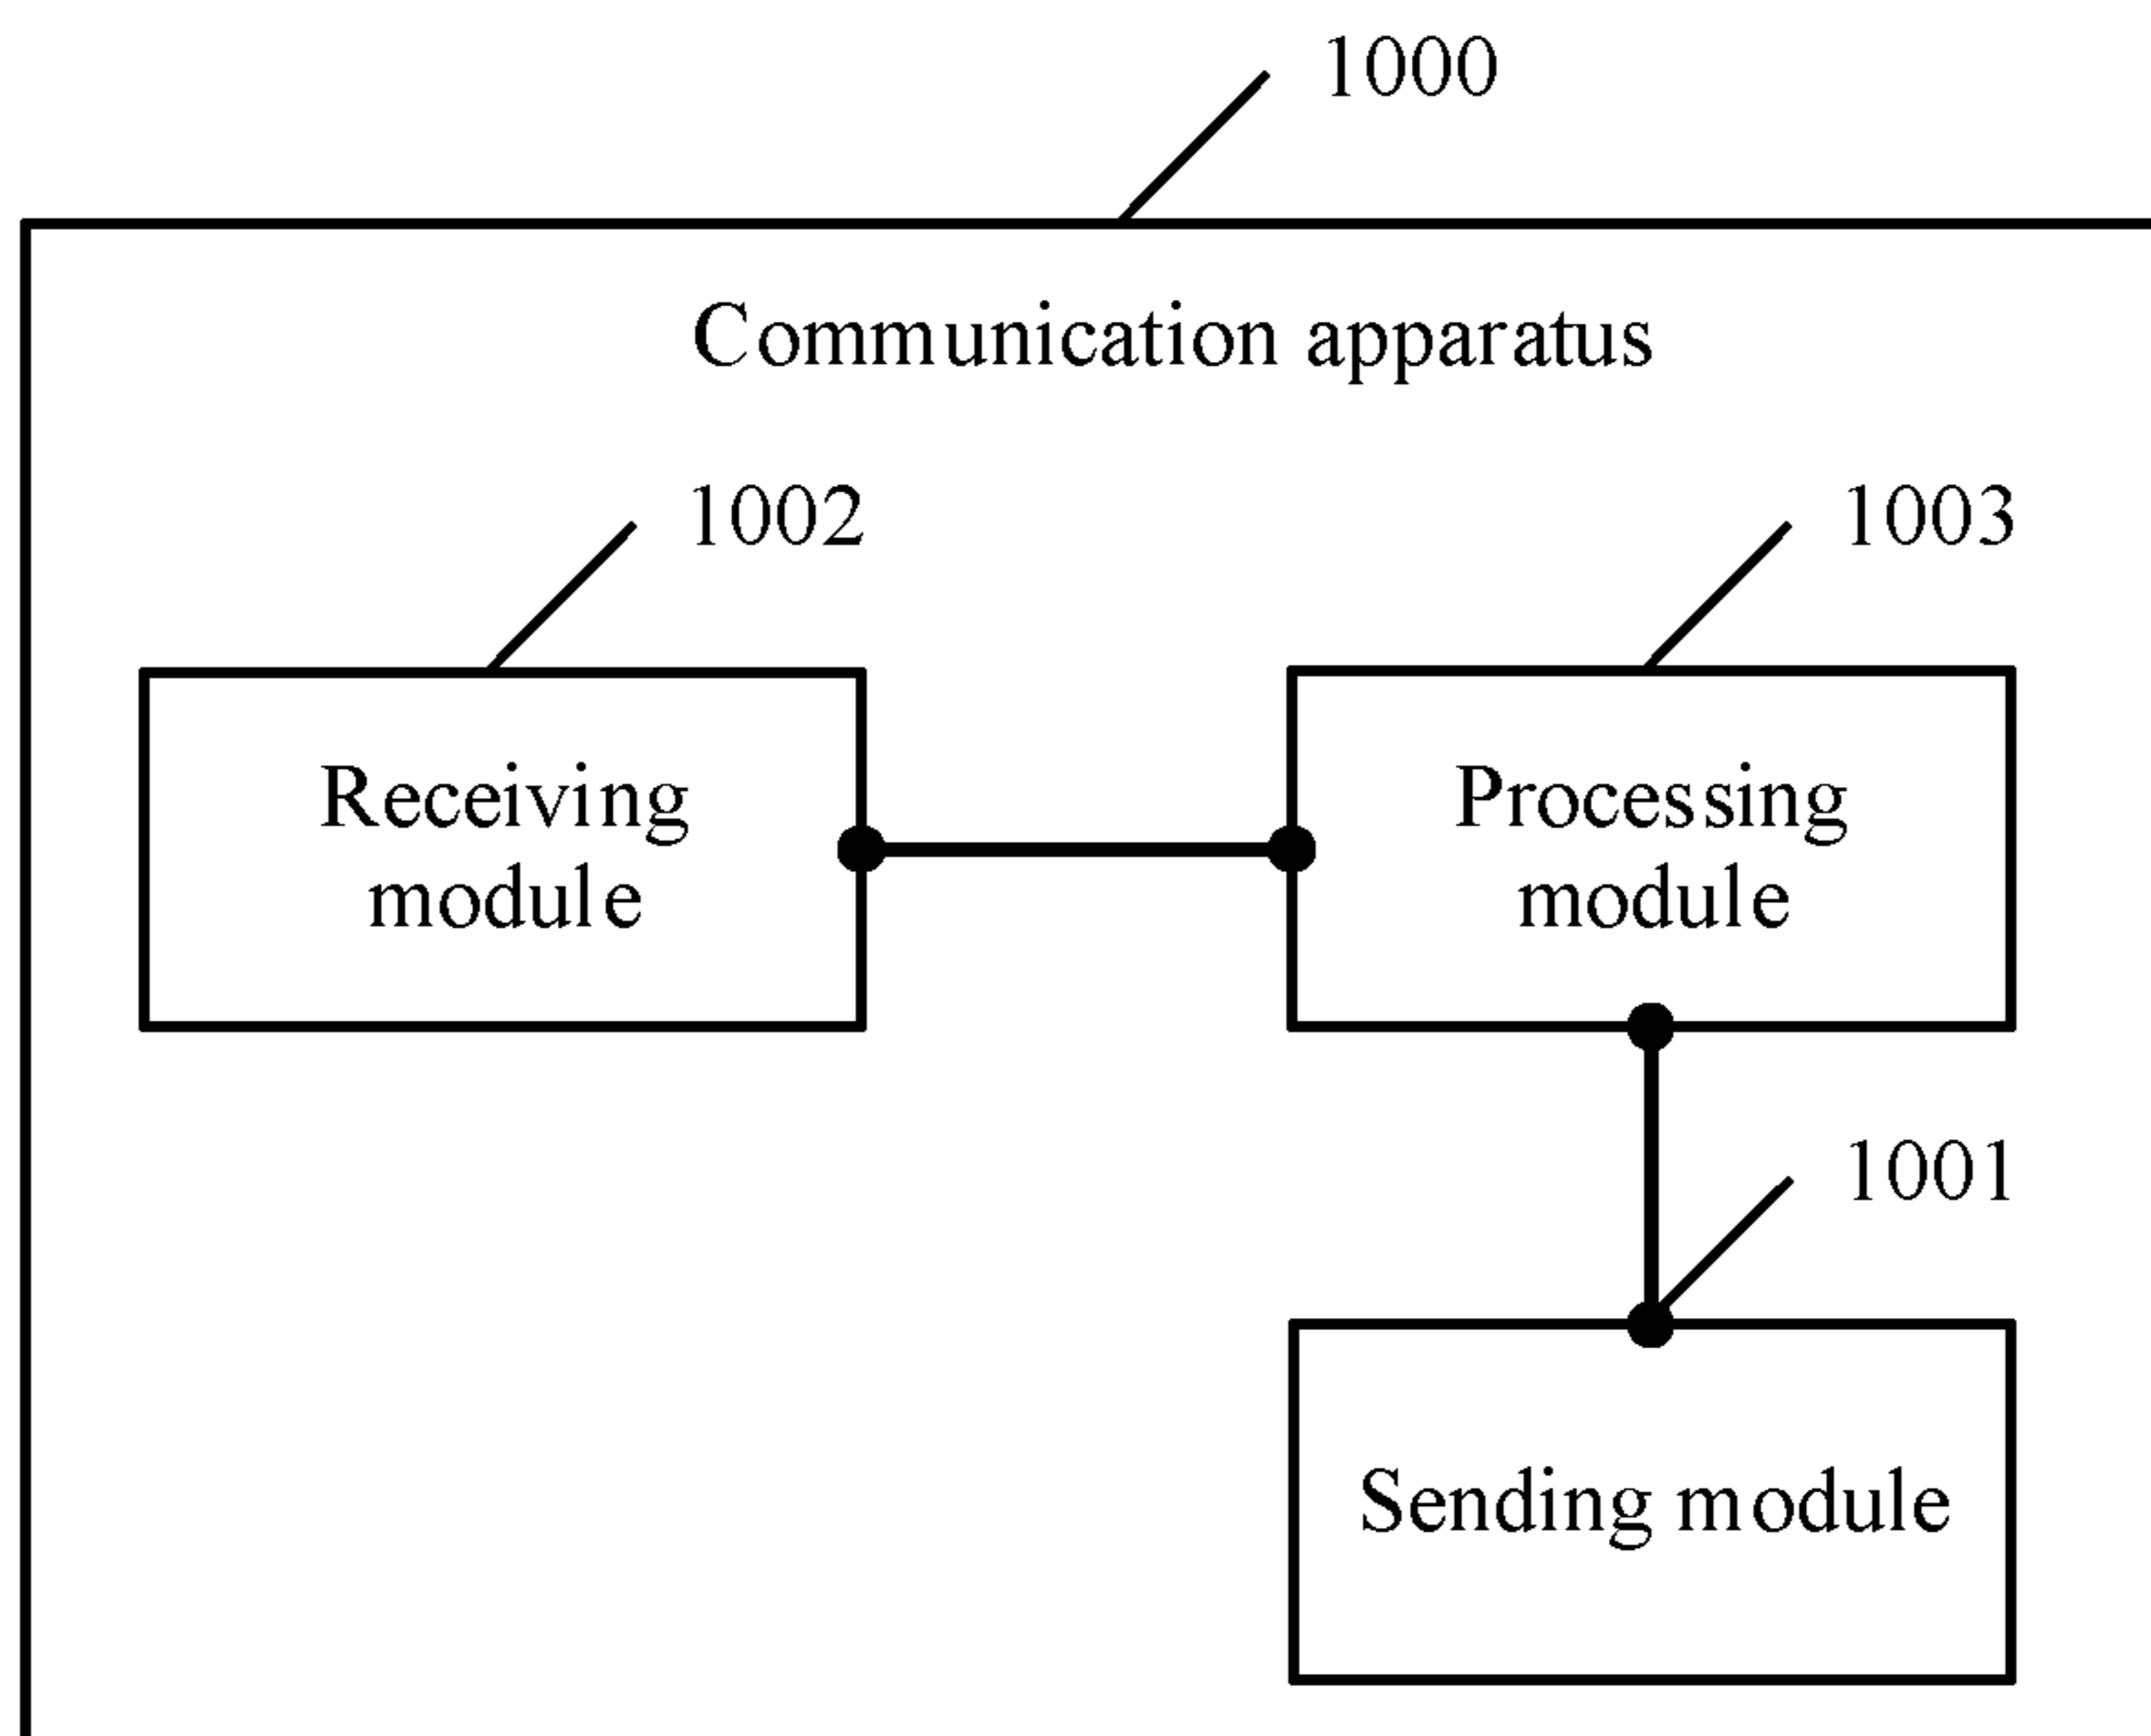 1000
Communication apparatus
1002
1003
Receiving
module
Processing
module
1001
Sending module